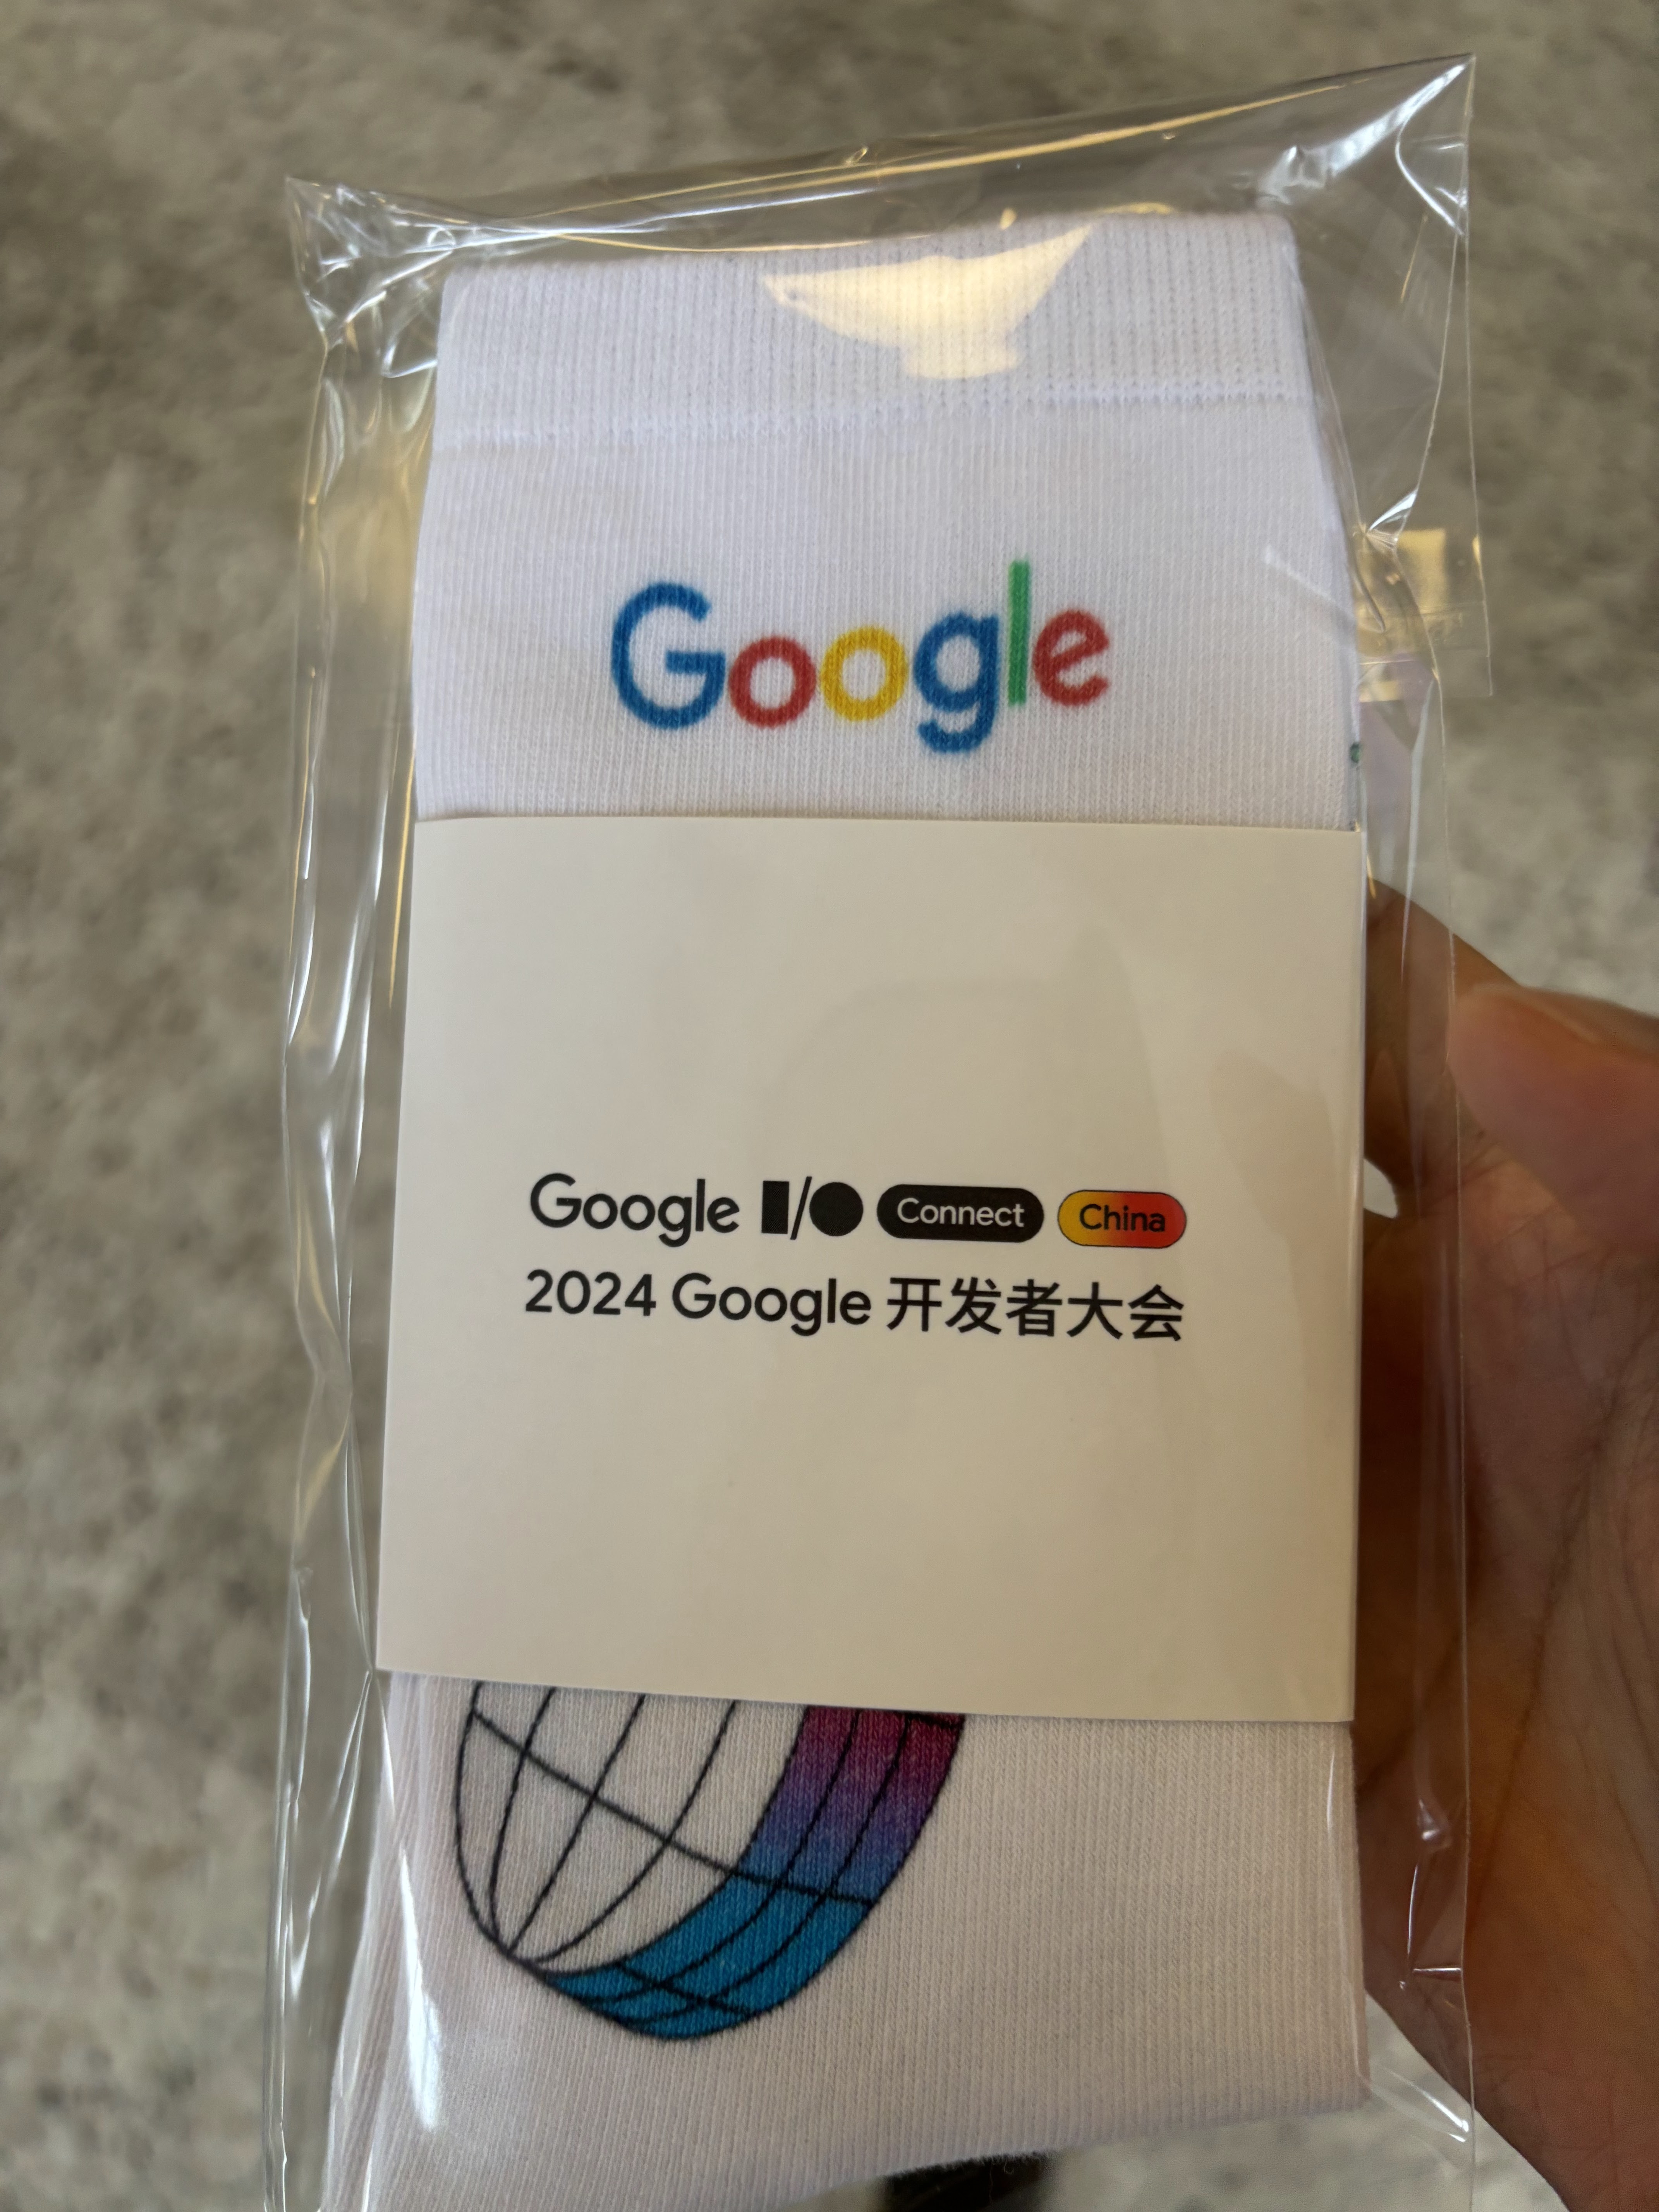 Google
Google I/O Connect China
2024 Google 开发者大会